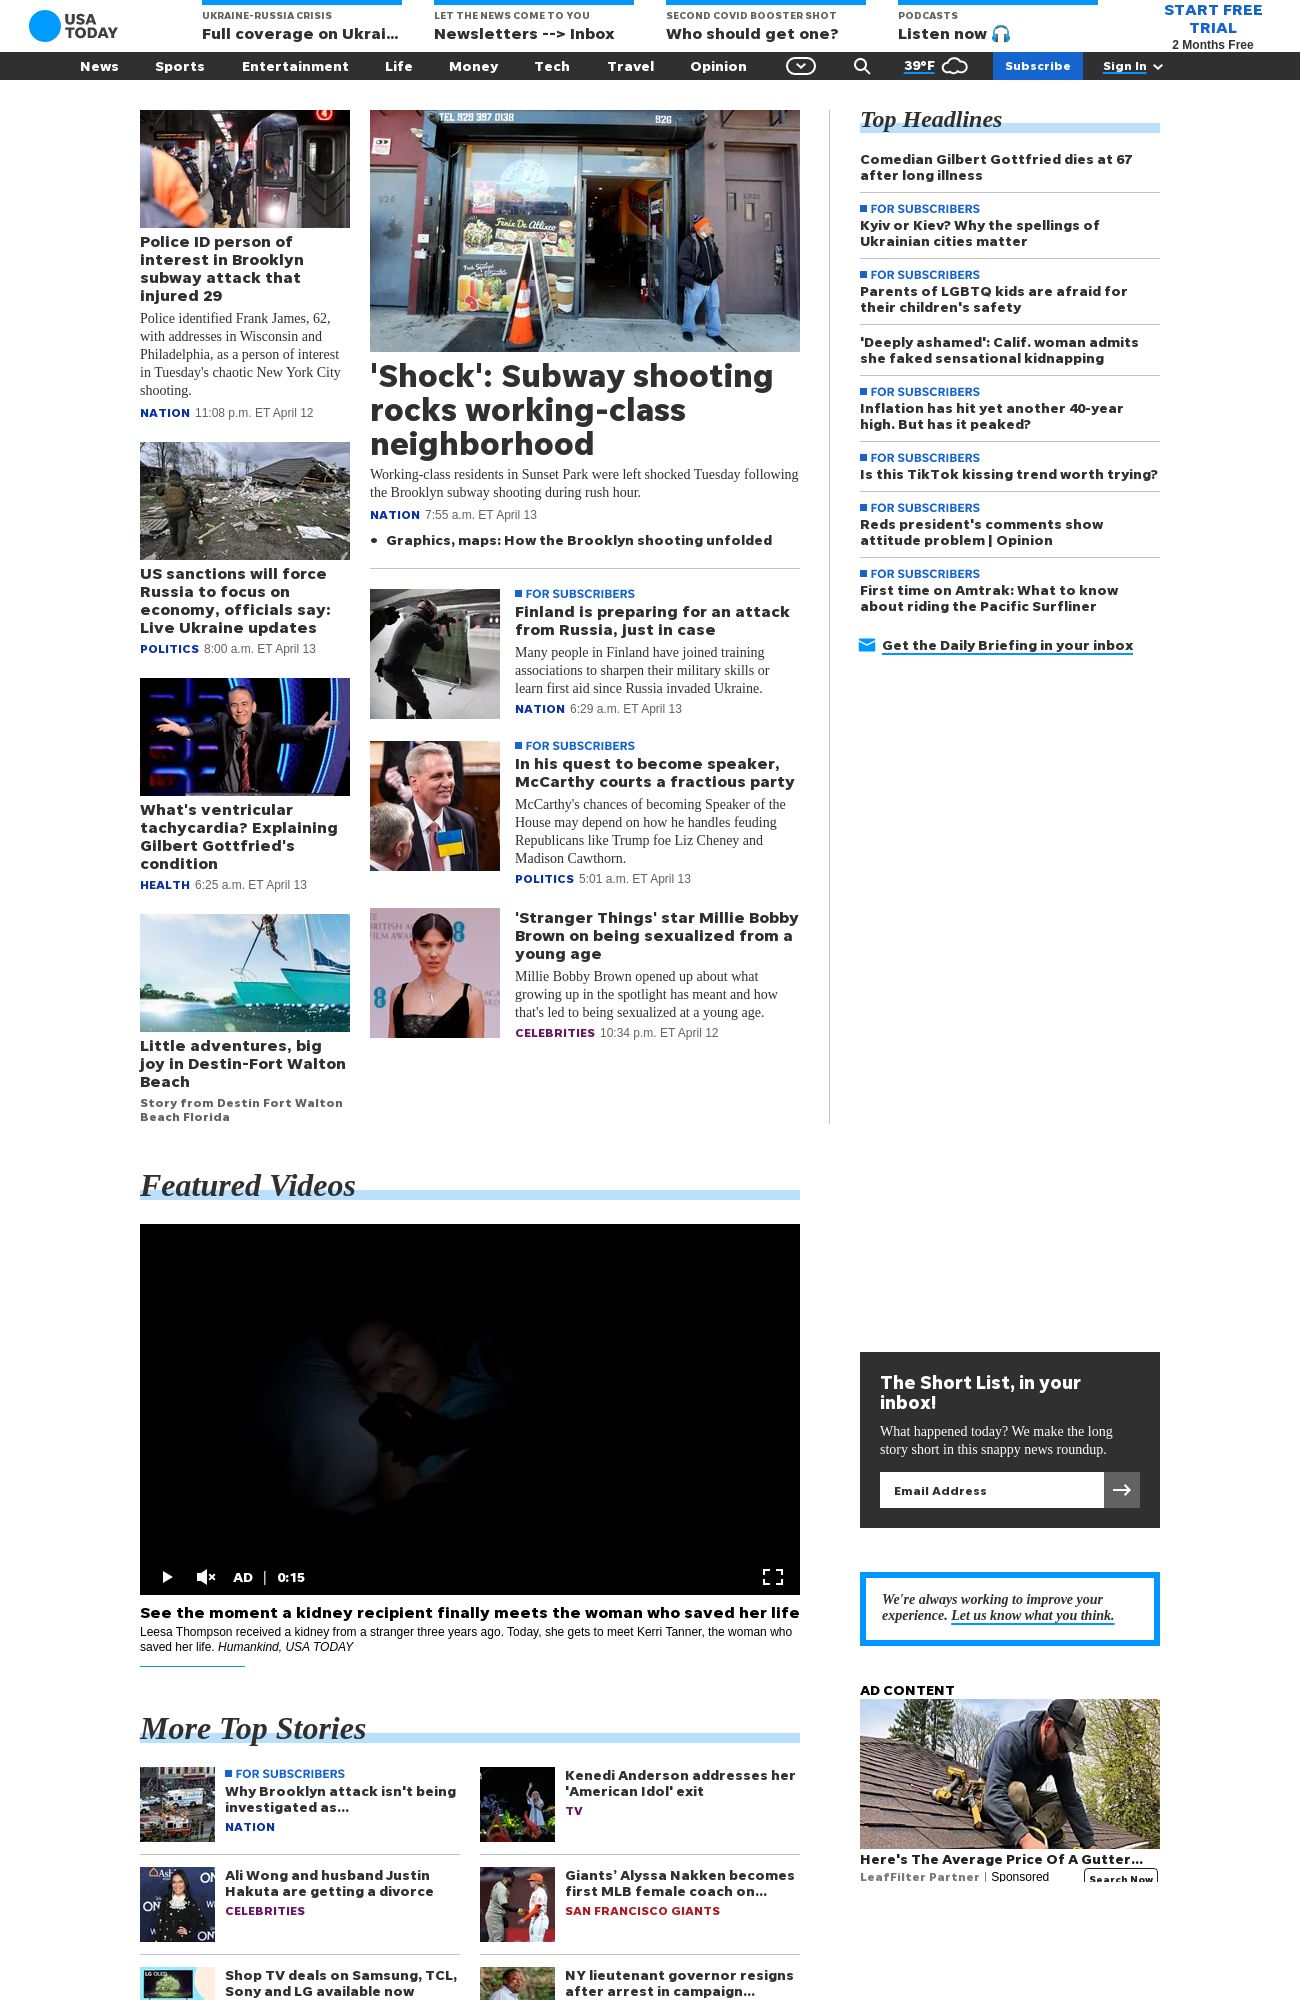 USA
TODAY
UKRAINE-RUSSIA CRISIS
Full coverage on Ukrai...
LET THE NEWS COME TO YOU
Newsletters --> Inbox
SECOND COVID BOOSTER SHOT
Who should get one?
PODCASTS
Listen now 🎧
START FREE
TRIAL
2 Months Free
News Sports Entertainment Life Money Tech Travel Opinion 39°F Subscribe Sign In
Police ID person of
interest in Brooklyn
subway attack that
injured 29
Police identified Frank James, 62,
with addresses in Wisconsin and
Philadelphia, as a person of interest
in Tuesday's chaotic New York City
shooting.
NATION 11:08 p.m. ET April 12
US sanctions will force
Russia to focus on
economy, officials say:
Live Ukraine updates
POLITICS 8:00 a.m. ET April 13
What's ventricular
tachycardia? Explaining
Gilbert Gottfried's
condition
HEALTH 6:25 a.m. ET April 13
Little adventures, big
joy in Destin-Fort Walton
Beach
Story from Destin Fort Walton
Beach Florida
TEL 929 397 0138 926
Fenix De Atlixco
'Shock': Subway shooting
rocks working-class
neighborhood
Working-class residents in Sunset Park were left shocked Tuesday following
the Brooklyn subway shooting during rush hour.
NATION 7:55 a.m. ET April 13
• Graphics, maps: How the Brooklyn shooting unfolded
FOR SUBSCRIBERS
Finland is preparing for an attack
from Russia, just in case
Many people in Finland have joined training
associations to sharpen their military skills or
learn first aid since Russia invaded Ukraine.
NATION 6:29 a.m. ET April 13
FOR SUBSCRIBERS
In his quest to become speaker,
McCarthy courts a fractious party
McCarthy's chances of becoming Speaker of the
House may depend on how he handles feuding
Republicans like Trump foe Liz Cheney and
Madison Cawthorn.
POLITICS 5:01 a.m. ET April 13
'Stranger Things' star Millie Bobby
Brown on being sexualized from a
young age
Millie Bobby Brown opened up about what
growing up in the spotlight has meant and how
that's led to being sexualized at a young age.
CELEBRITIES 10:34 p.m. ET April 12
Top Headlines
Comedian Gilbert Gottfried dies at 67
after long illness
FOR SUBSCRIBERS
Kyiv or Kiev? Why the spellings of
Ukrainian cities matter
FOR SUBSCRIBERS
Parents of LGBTQ kids are afraid for
their children's safety
'Deeply ashamed': Calif. woman admits
she faked sensational kidnapping
FOR SUBSCRIBERS
Inflation has hit yet another 40-year
high. But has it peaked?
FOR SUBSCRIBERS
Is this TikTok kissing trend worth trying?
FOR SUBSCRIBERS
Reds president's comments show
attitude problem | Opinion
FOR SUBSCRIBERS
First time on Amtrak: What to know
about riding the Pacific Surfliner
Get the Daily Briefing in your inbox
Featured Videos
AD | 0:15
See the moment a kidney recipient finally meets the woman who saved her life
Leesa Thompson received a kidney from a stranger three years ago. Today, she gets to meet Kerri Tanner, the woman who
saved her life. Humankind, USA TODAY
The Short List, in your
inbox!
What happened today? We make the long
story short in this snappy news roundup.
Email Address
We're always working to improve your
experience. Let us know what you think.
AD CONTENT
Here's The Average Price Of A Gutter...
LeafFilter Partner | Sponsored
Search Now
More Top Stories
FOR SUBSCRIBERS
Why Brooklyn attack isn't being
investigated as...
NATION
Kenedi Anderson addresses her
'American Idol' exit
TV
Ali Wong and husband Justin
Hakuta are getting a divorce
CELEBRITIES
Giants’ Alyssa Nakken becomes
first MLB female coach on...
SAN FRANCISCO GIANTS
LG OLED
Shop TV deals on Samsung, TCL,
Sony and LG available now
NY lieutenant governor resigns
after arrest in campaign...